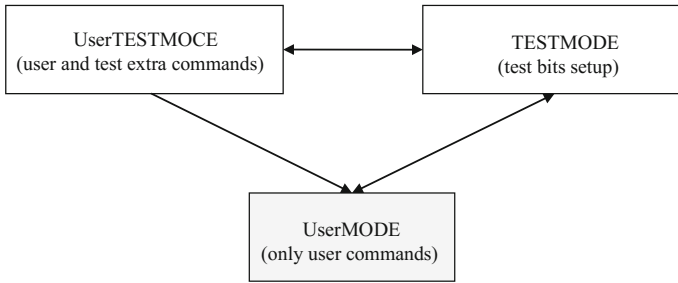 UserTESTMOCE
(user and test extra commands)
TESTMODE
(test bits setup)
UserMODE
(only user commands)